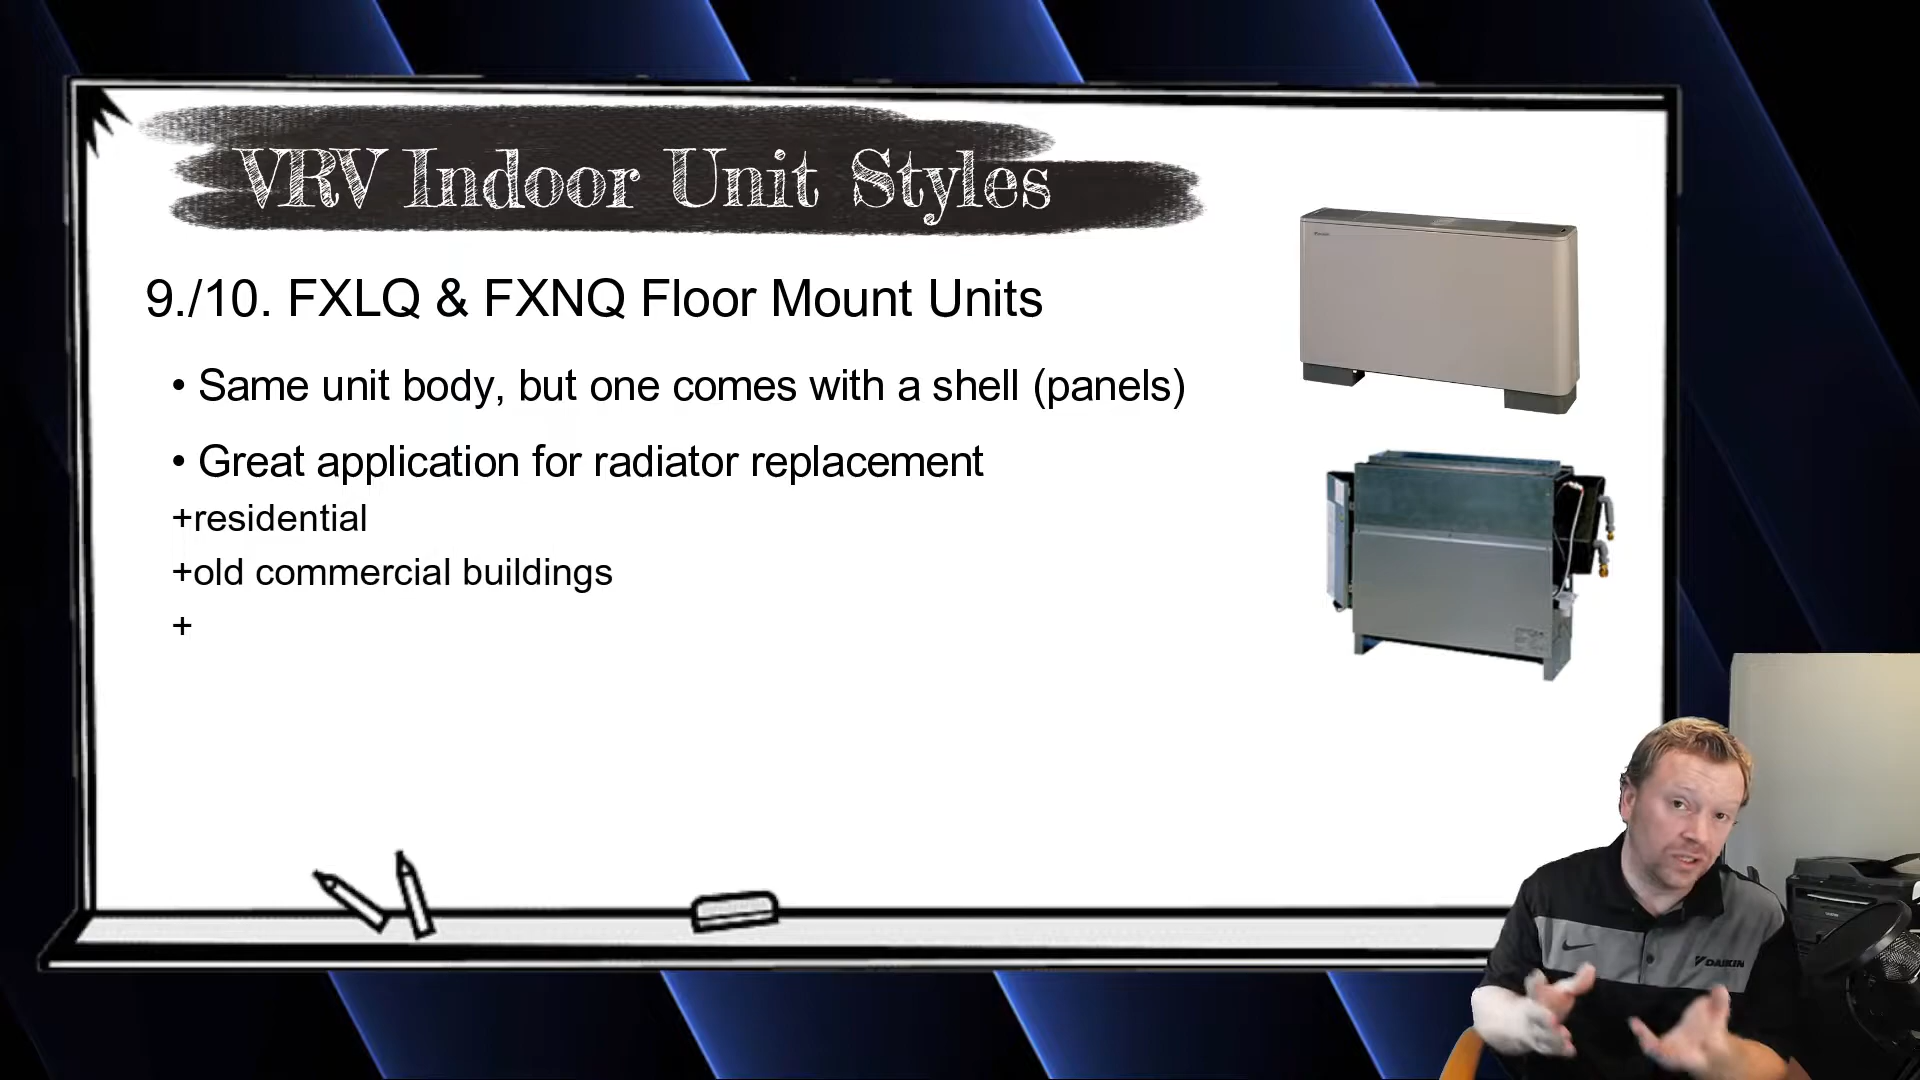 VRV Indoor Unit Styles
9./10. FXLQ & FXNQ Floor Mount Units
• Same unit body, but one comes with a shell (panels)
• Great application for radiator replacement
+residential
+old commercial buildings
+
DAIKIN